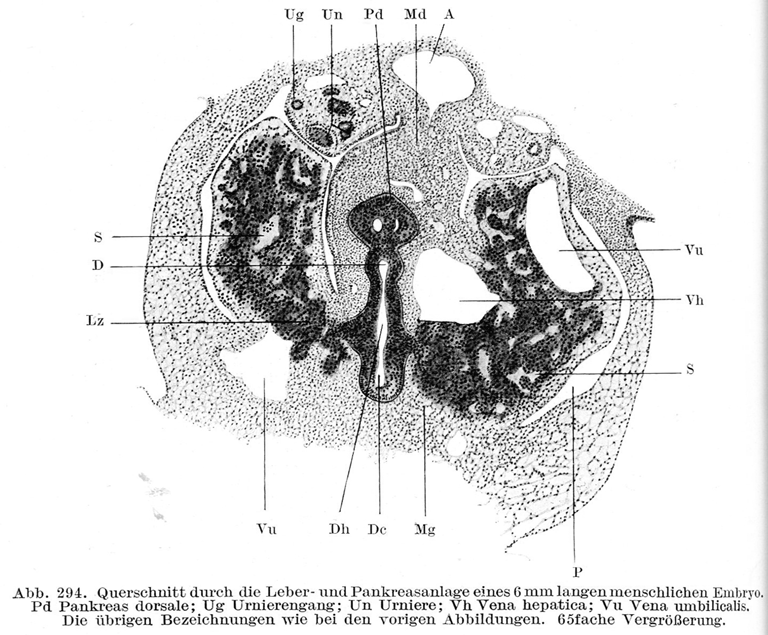 Ug Un Pd Md A
S
D
Lz
Vu
Vh
S
Vu Dh Dc Mg
P
Abb. 294. Querschnitt durch die Leber- und Pankreasanlage eines 6 mm langen menschlichen Embryo.
Pd Pankreas dorsale; Ug Urnierengang; Un Urniere; Vh Vena hepatica; Vu Vena umbilicalis.
Die übrigen Bezeichnungen wie bei den vorigen Abbildungen. 65fache Vergrößerung.